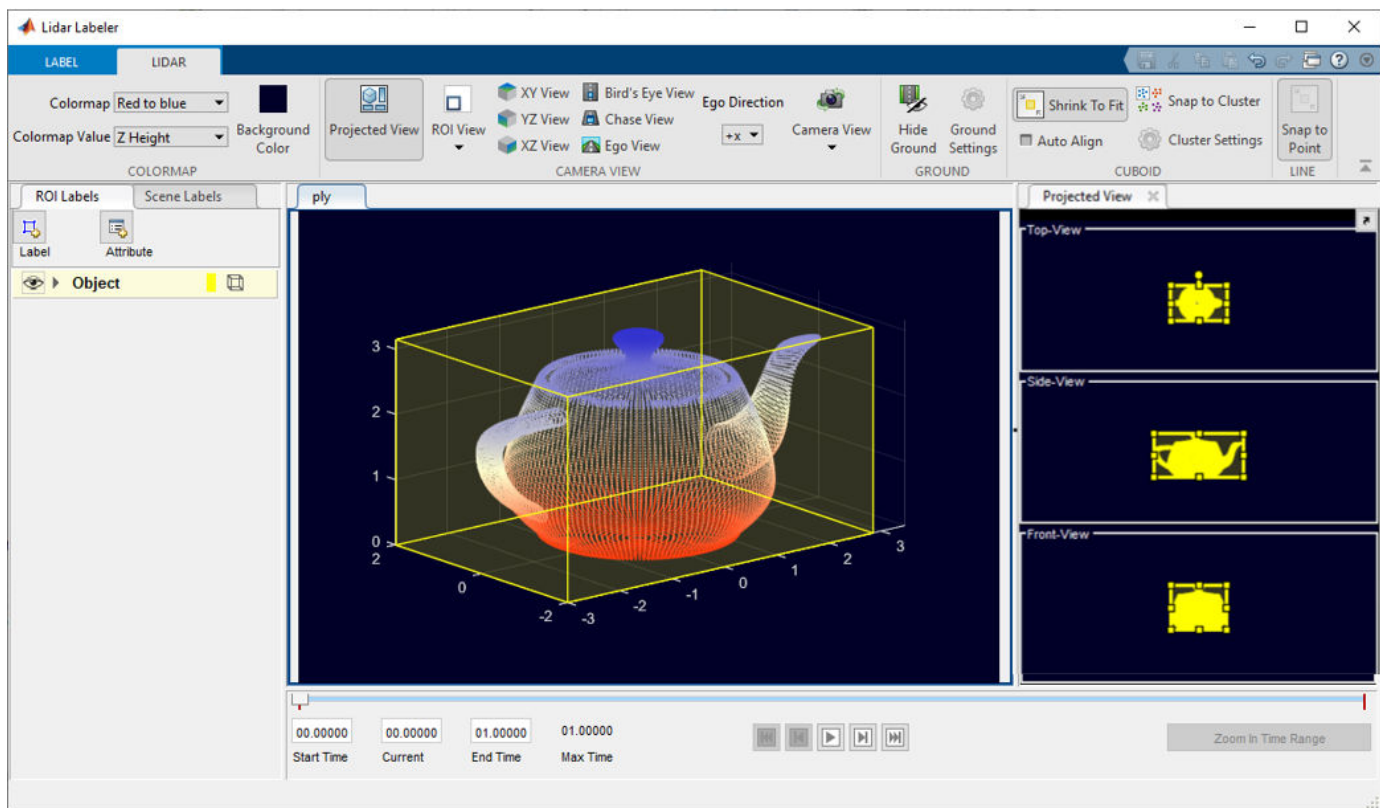 Lidar Labeler
LABEL LIDAR
Colormap Red to blue
Colormap Value Z Height
Background Color
COLORMAP
Projected View
ROI View
XY View
YZ View
XZ View
Bird's Eye View
Chase View
Ego View
Ego Direction
+x
Camera View
CAMERA VIEW
Hide Ground
Ground Settings
GROUND
Shrink To Fit
Auto Align
Snap to Cluster
Cluster Settings
CUBOID
Snap to Point
LINE
ROI Labels Scene Labels
Label Attribute
Object
ply
3
2
1
0
2
0
-2
-3
-2
-1
0
1
2
3
Projected View
Top-View
Side-View
Front-View
00.00000 00.00000 01.00000 01.00000
Start Time Current End Time Max Time
Zoom In Time Range